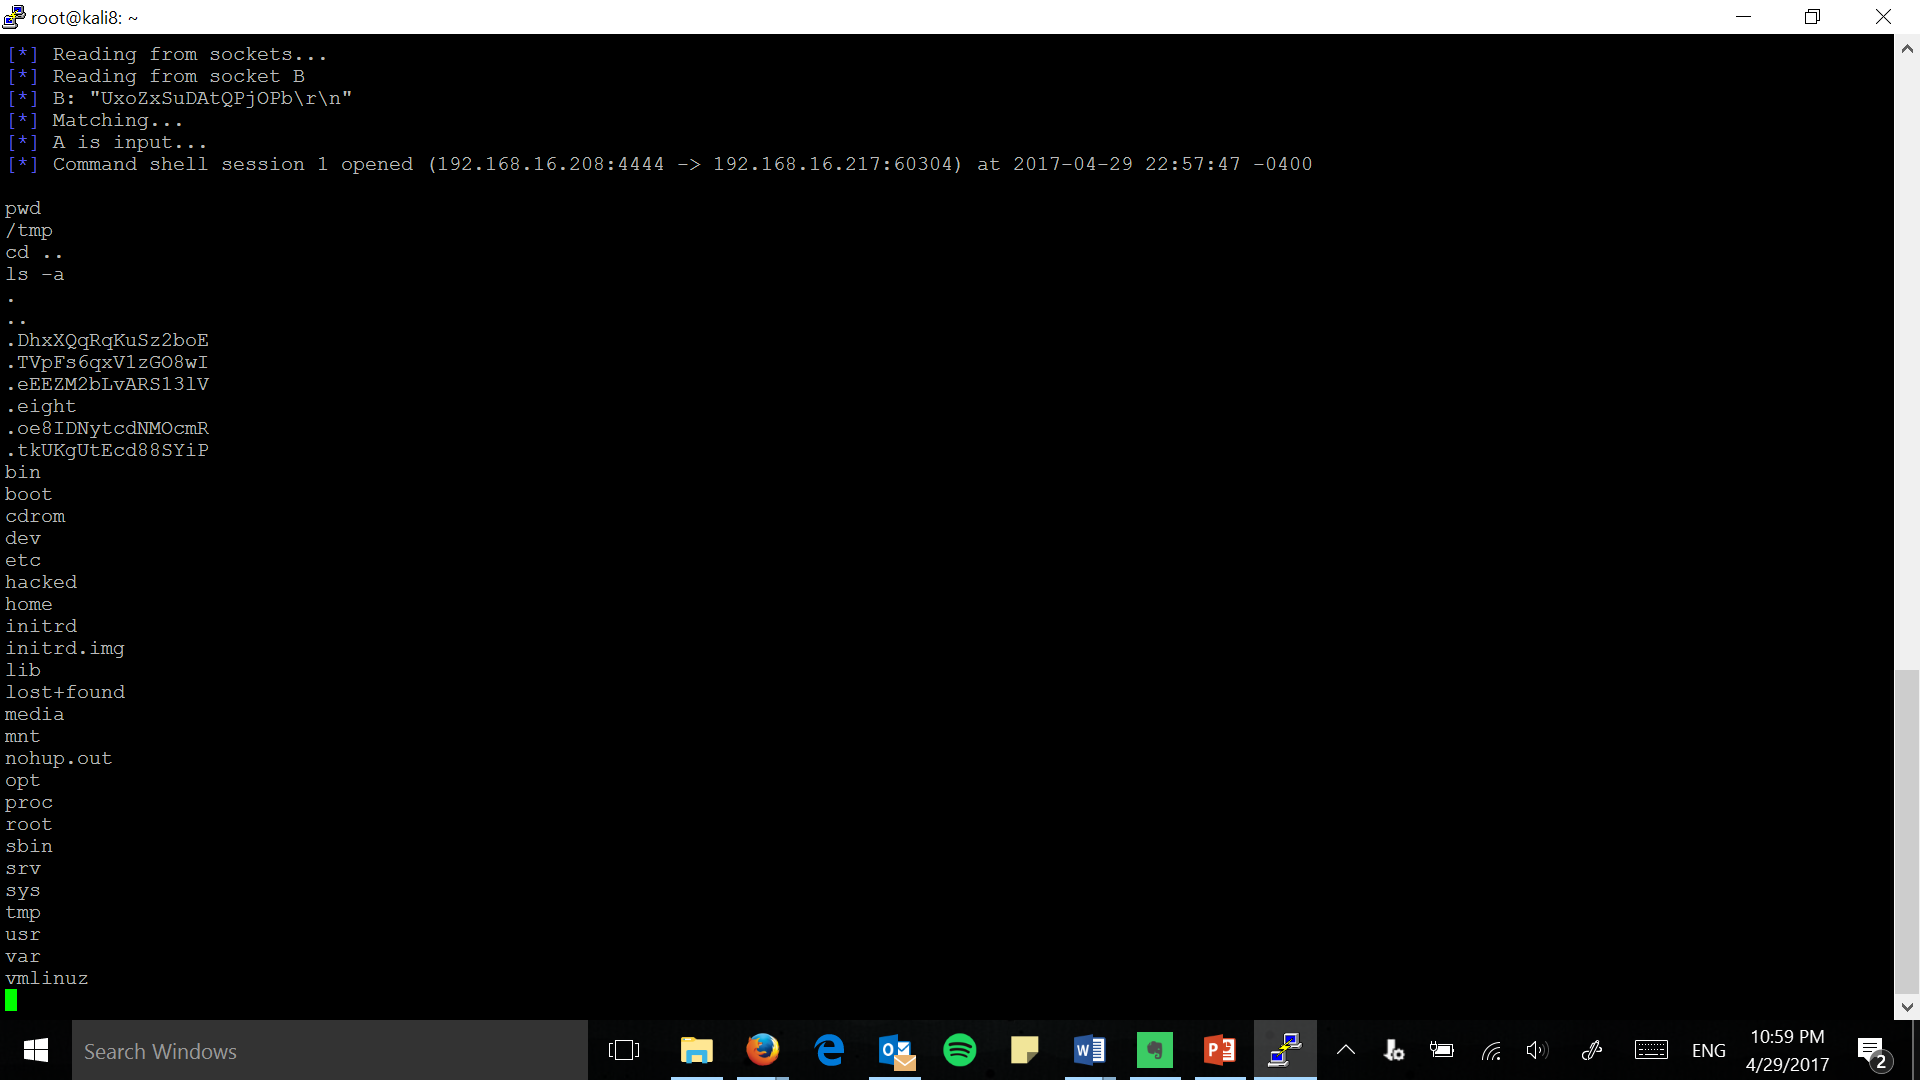 root@kali8: ~
[*] Reading from sockets...
[*] Reading from socket B
[*] B: "UxoZxSuDAtQPjOPb\r\n"
[*] Matching...
[*] A is input...
[*] Command shell session 1 opened (192.168.16.208:4444 -> 192.168.16.217:60304) at 2017-04-29 22:57:47 -0400
pwd
/tmp
cd ..
ls -a
.
..
.DhxXQqRqKuSz2boE
.TVpFs6qxV1zGO8wI
.eEEZM2bLvARS13lV
.eight
.oe8IDNytcdNMOcmR
.tkUKgUtEcd88SYiP
bin
boot
cdrom
dev
etc
hacked
home
initrd
initrd.img
lib
lost+found
media
mnt
nohup.out
opt
proc
root
sbin
srv
sys
tmp
usr
var
vmlinuz
Search Windows
ENG
10:59 PM
4/29/2017
2